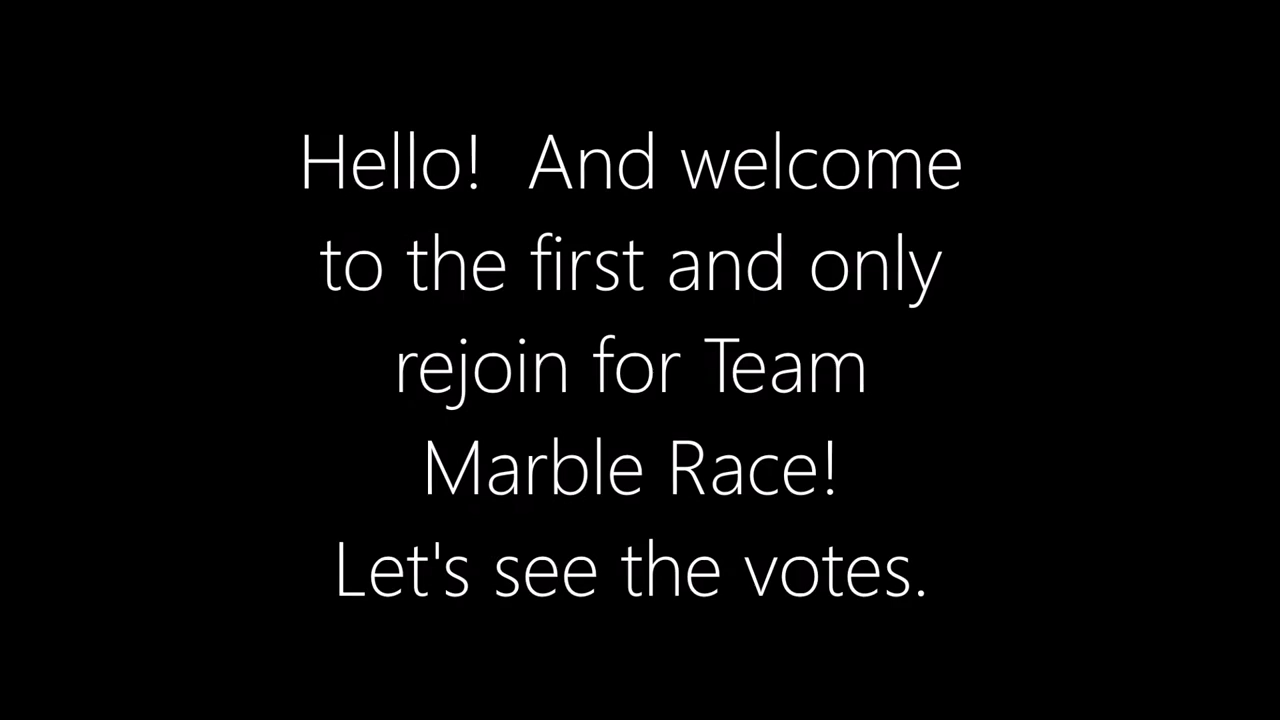 Hello!  And welcome
to the first and only
rejoin for Team
Marble Race!
Let's see the votes.